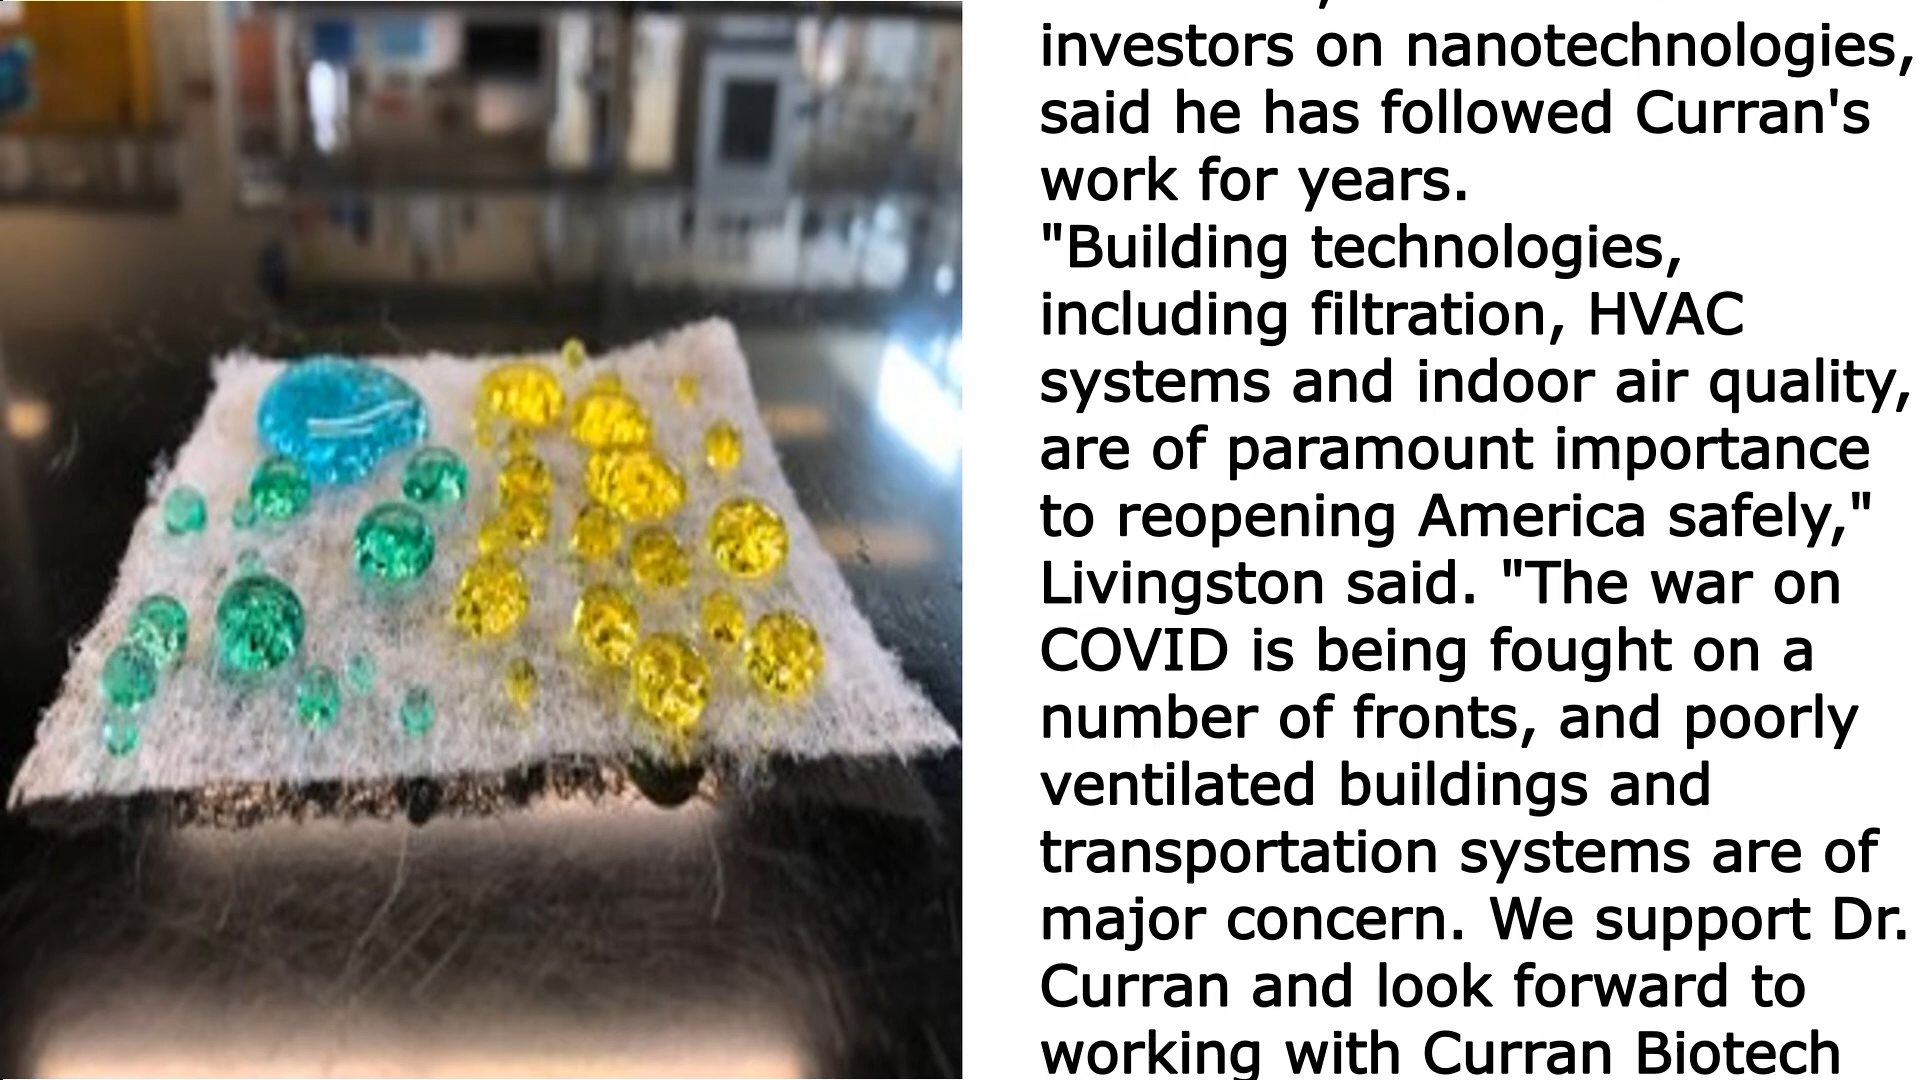 investors on nanotechnologies,
said he has followed Curran's
work for years.
"Building technologies,
including filtration, HVAC
systems and indoor air quality,
are of paramount importance
to reopening America safely,"
Livingston said. "The war on
COVID is being fought on a
number of fronts, and poorly
ventilated buildings and
transportation systems are of
major concern. We support Dr.
Curran and look forward to
working with Curran Biotech